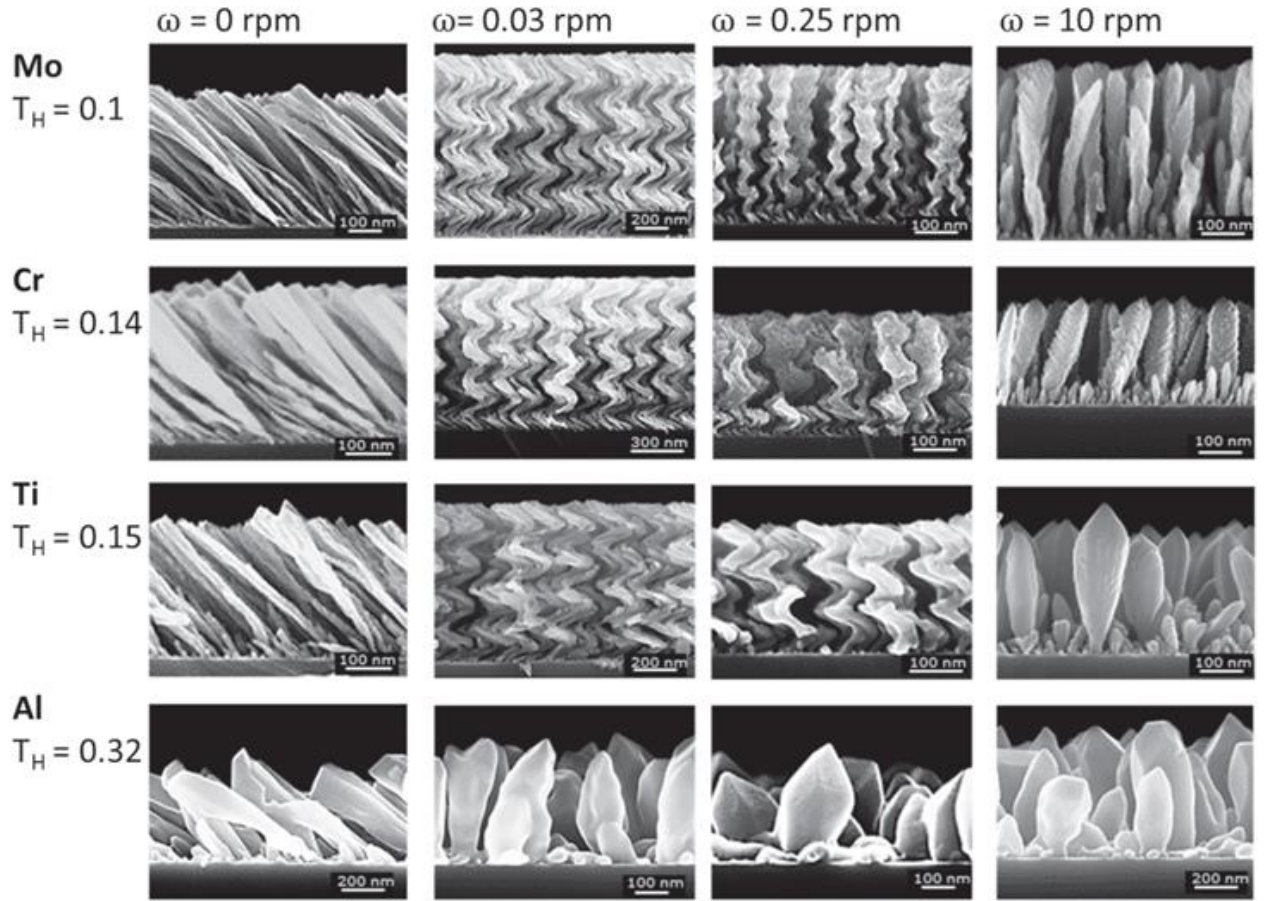 ω = 0 rpm
ω= 0.03 rpm
ω = 0.25 rpm
ω = 10 rpm
Mo
T_H = 0.1
100 nm
200 nm
100 nm
100 nm
Cr
T_H = 0.14
100 nm
300 nm
100 nm
100 nm
Ti
T_H = 0.15
100 nm
200 nm
100 nm
100 nm
Al
T_H = 0.32
200 nm
100 nm
100 nm
200 nm